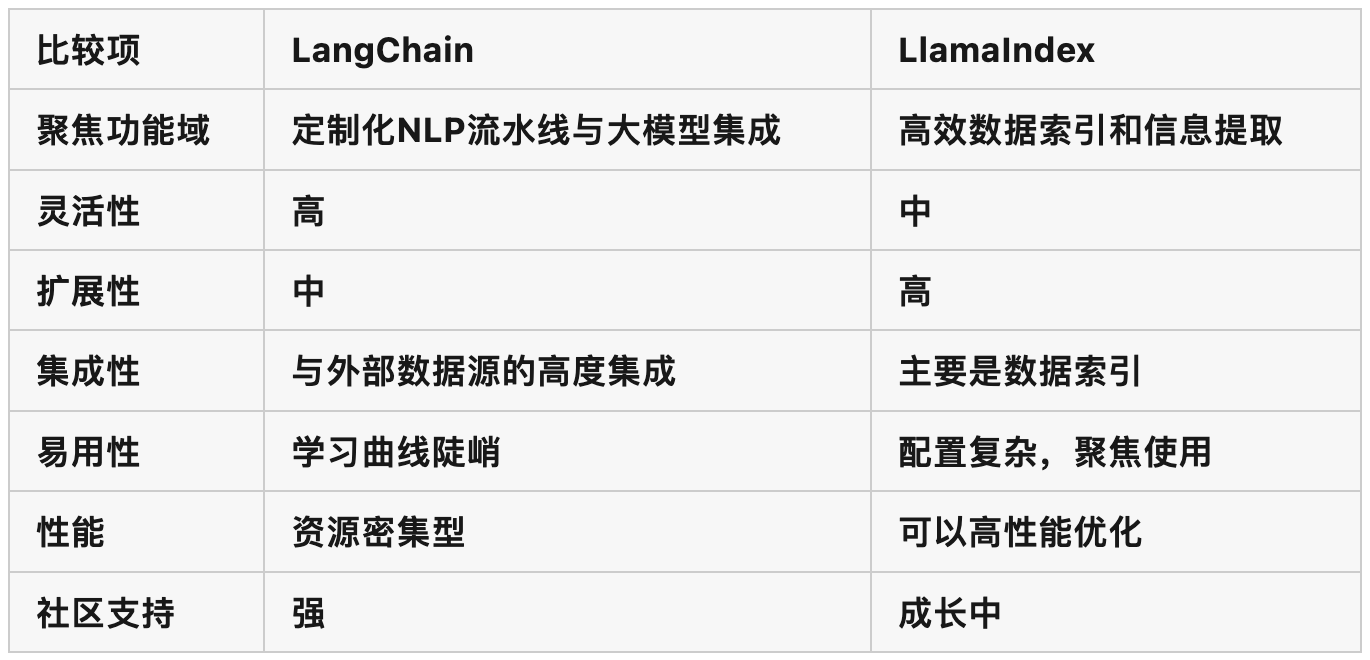 比较项 LangChain LlamaIndex
聚焦功能域 定制化NLP流水线与大模型集成 高效数据索引和信息提取
灵活性 高 中
扩展性 中 高
集成性 与外部数据源的高度集成 主要是数据索引
易用性 学习曲线陡峭 配置复杂，聚焦使用
性能 资源密集型 可以高性能优化
社区支持 强 成长中